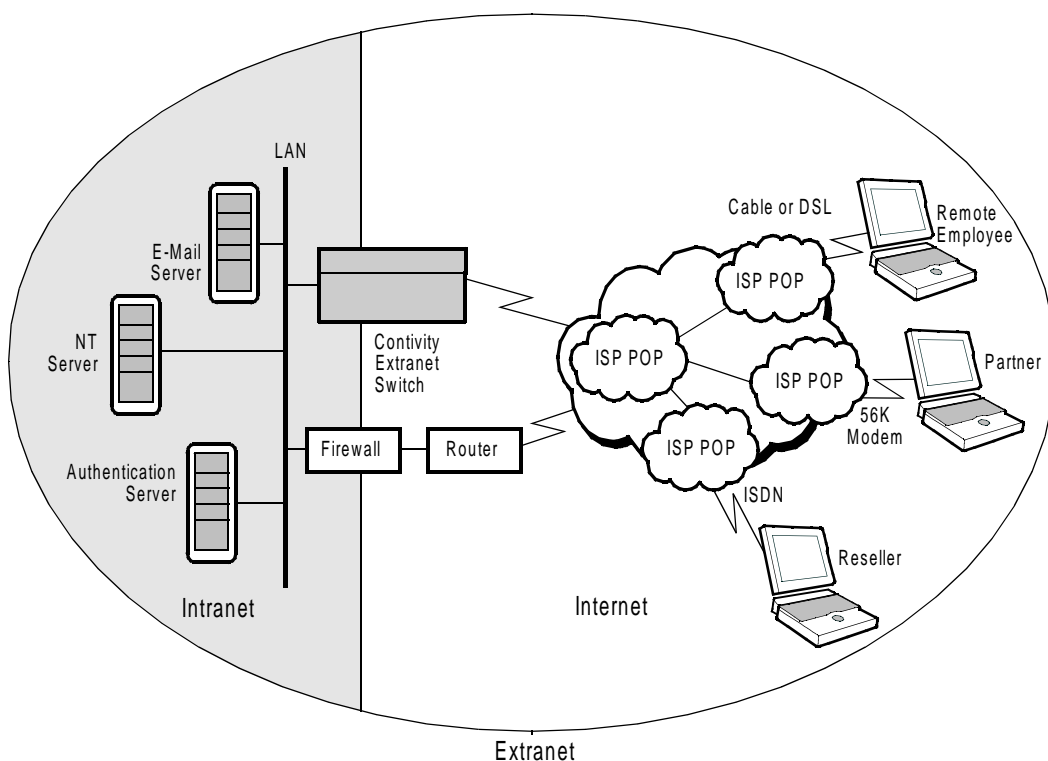 LAN
E-Mail
Server
NT
Server
Authentication
Server
Contivity
Extranet
Switch
Firewall
Router
Intranet
Cable or DSL
Remote
Employee
ISP POP
ISP POP
ISP POP
ISP POP
Partner
56K
Modem
ISDN
Reseller
Internet
Extranet